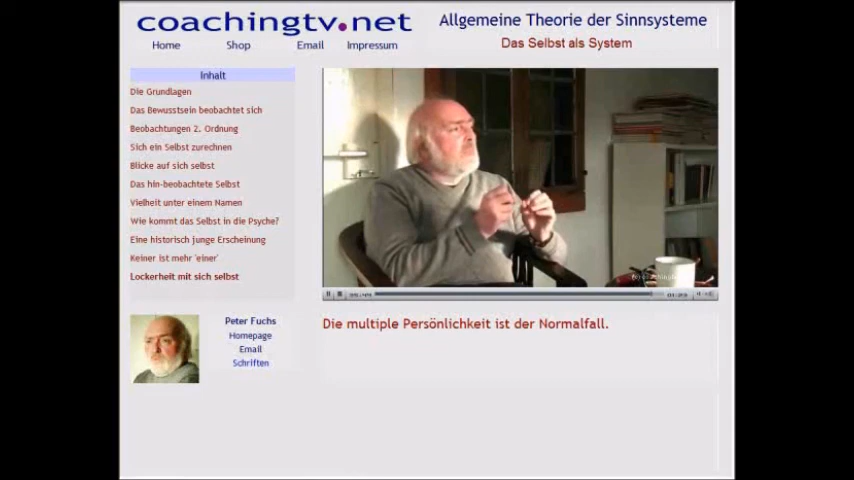 coachingtv.net
Allgemeine Theorie der Sinnsysteme
Home Shop Email Impressum
Das Selbst als System
Inhalt
Die Grundlagen
Das Bewusstsein beobachtet sich
Beobachtungen 2. Ordnung
Sich ein Selbst zurechnen
Blicke auf sich selbst
Das hin-beobachtete Selbst
Vielheit unter einem Namen
Wie kommt das Selbst in die Psyche?
Eine historisch junge Erscheinung
Keiner ist mehr 'einer'
Lockerheit mit sich selbst
Peter Fuchs
Homepage
Email
Schriften
Die multiple Persönlichkeit ist der Normalfall.